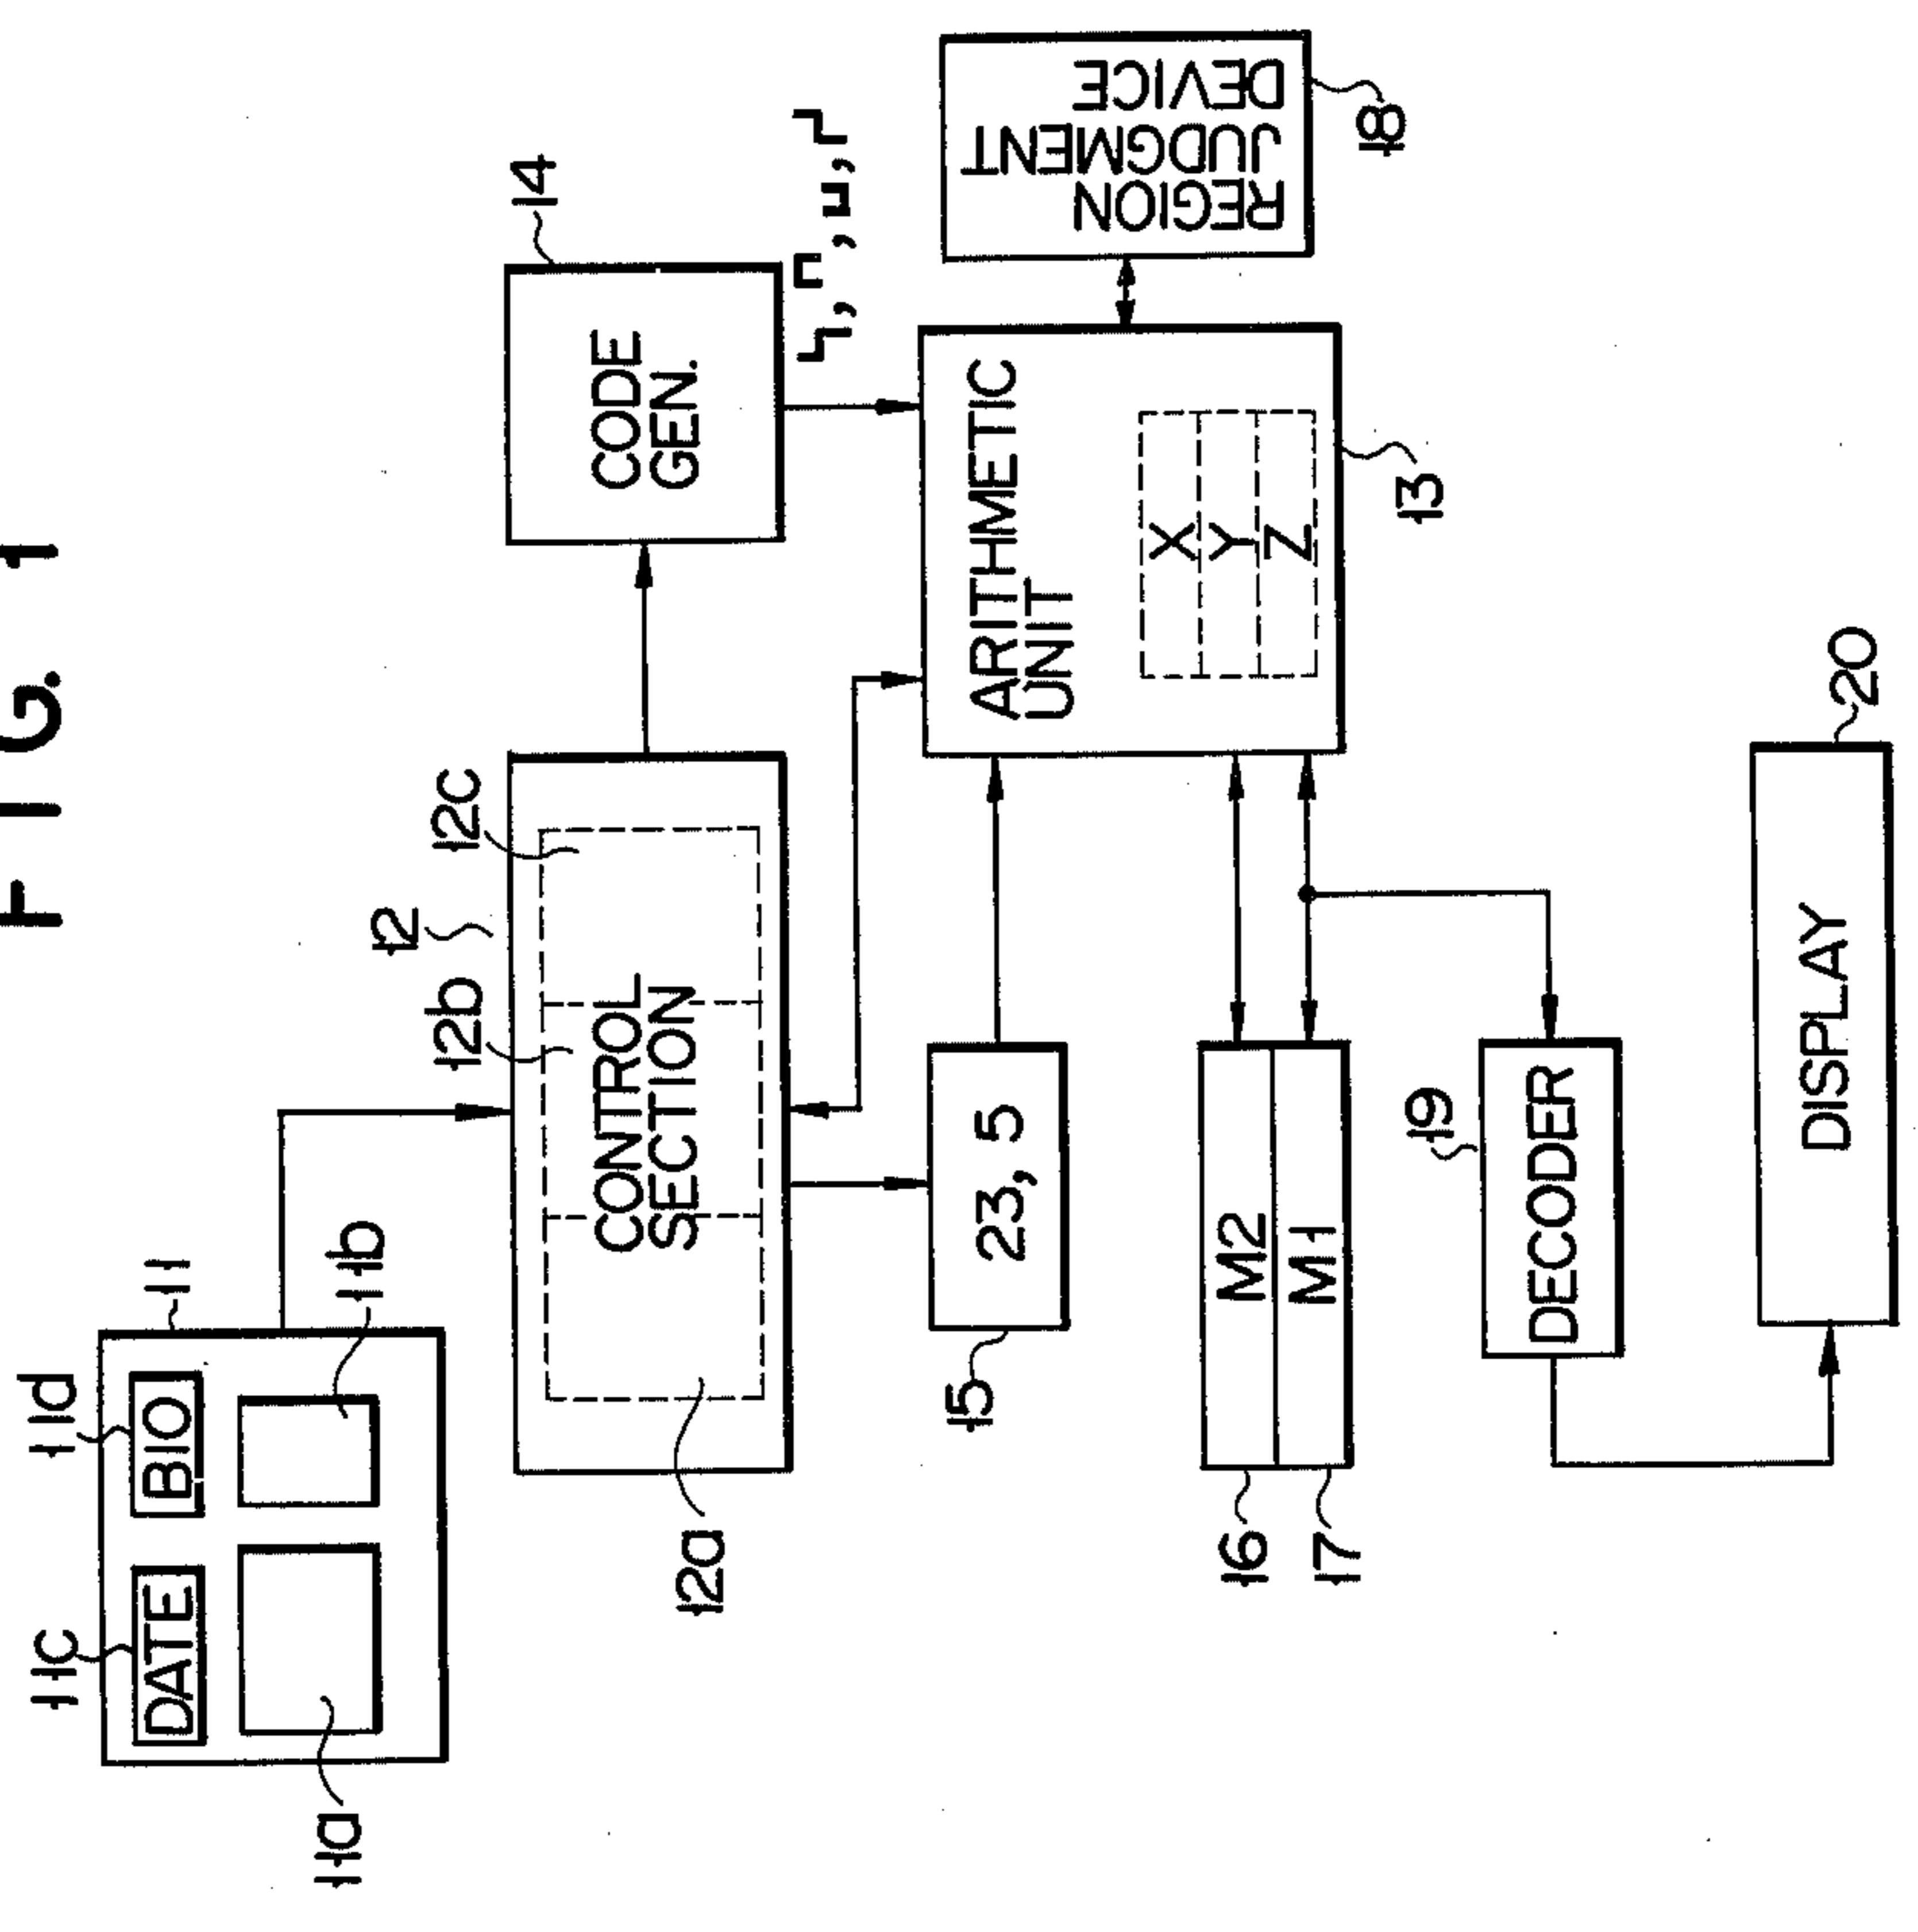 FIG. 1
11
11c
DATE
11d
BIO
11a
11b
12
12a
12b
12c
CONTROL
SECTION
14
CODE
GEN.
15
23, 5
ARITHMETIC
UNIT
X
Y
Z
13
REGION
JUDGMENT
DEVICE
18
16
M2
17
M1
19
DECODER
20
DISPLAY